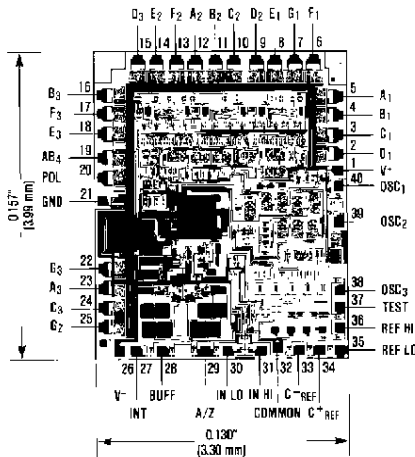 D3 E2 F2 A2 B2 C2 D2 E1 G1 F1
15 14 13 12 11 10 9 8 7 6
B3 16
F3 17
E3 18
AB4 19
POL 20
GND 21
G3 22
A3 23
C3 24
G2 25
5 A1
4 B1
3 C1
2 D1
1 V+
40 OSC1
39 OSC2
38 OSC3
37 TEST
36 REF HI
35 REF LO
26 27 28 29 30 31 32 33 34
V− BUFF IN LO IN HI C−REF
INT A/Z COMMON C+REF
0.157"
(3.99 mm)
0.130"
(3.30 mm)